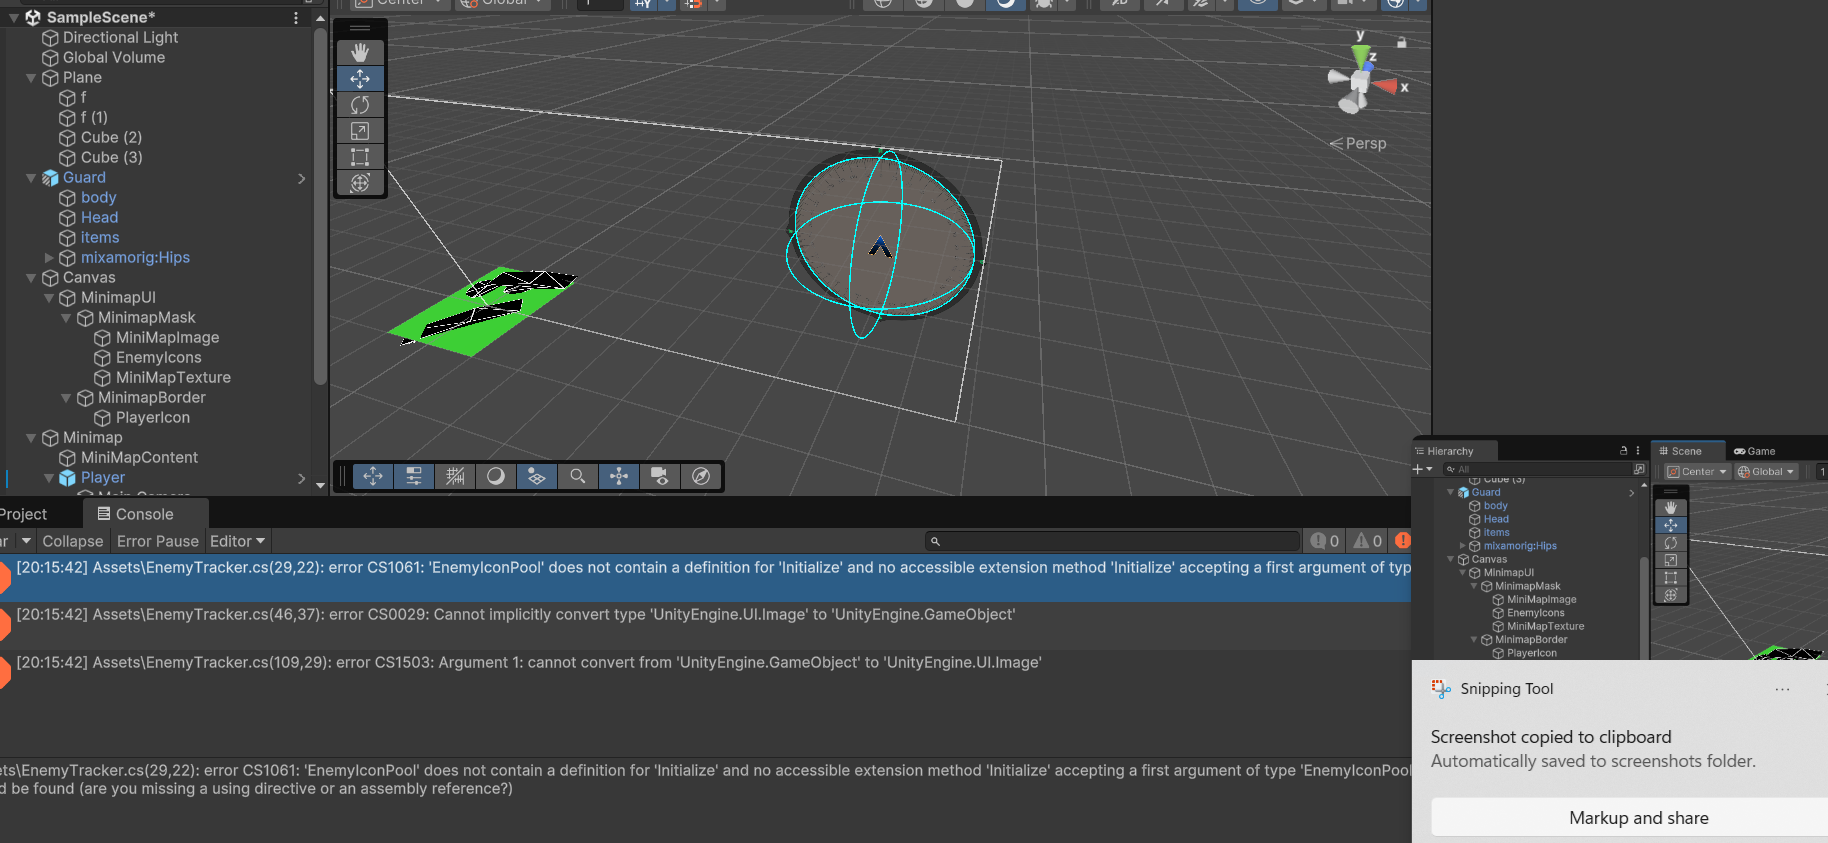 SampleScene*
Directional Light
Global Volume
Plane
f
f (1)
Cube (2)
Cube (3)
Guard
body
Head
items
mixamorig:Hips
Canvas
MinimapUI
MinimapMask
MiniMapImage
EnemyIcons
MiniMapTexture
MinimapBorder
PlayerIcon
Minimap
MiniMapContent
Player
Main Camera
Center
Global
1
y
z
x
Persp
Project
Console
ar
Collapse
Error Pause
Editor
0
0
[20:15:42] Assets\EnemyTracker.cs(29,22): error CS1061: 'EnemyIconPool' does not contain a definition for 'Initialize' and no accessible extension method 'Initialize' accepting a first argument of typ
[20:15:42] Assets\EnemyTracker.cs(46,37): error CS0029: Cannot implicitly convert type 'UnityEngine.UI.Image' to 'UnityEngine.GameObject'
[20:15:42] Assets\EnemyTracker.cs(109,29): error CS1503: Argument 1: cannot convert from 'UnityEngine.GameObject' to 'UnityEngine.UI.Image'
ts\EnemyTracker.cs(29,22): error CS1061: 'EnemyIconPool' does not contain a definition for 'Initialize' and no accessible extension method 'Initialize' accepting a first argument of type 'EnemyIconPool
d be found (are you missing a using directive or an assembly reference?)
Hierarchy
Scene
Game
All
Center
Global
1
Cube (3)
Guard
body
Head
items
mixamorig:Hips
Canvas
MinimapUI
MinimapMask
MiniMapImage
EnemyIcons
MiniMapTexture
MinimapBorder
PlayerIcon
Snipping Tool
Screenshot copied to clipboard
Automatically saved to screenshots folder.
Markup and share